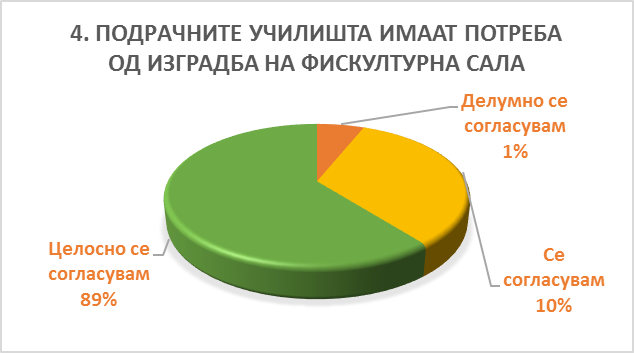 4. ПОДРАЧНИТЕ УЧИЛИШТА ИМААТ ПОТРЕБА
ОД ИЗГРАДБА НА ФИСКУЛТУРНА САЛА
Делумно се
согласувам
1%
Се
согласувам
10%
Целосно се
согласувам
89%